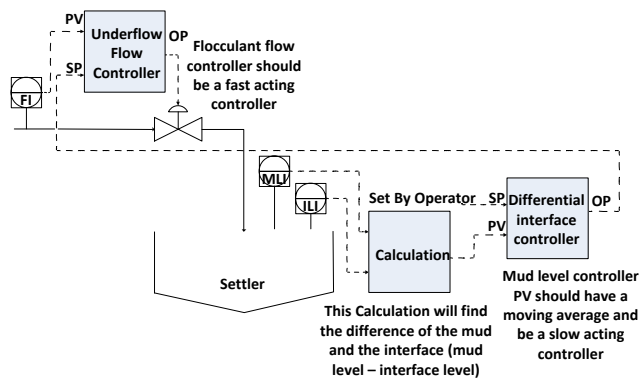 PV
Underflow
Flow
Controller
OP
SP
Flocculant flow
controller should
be a fast acting
controller
FI
MLI
ILI
Set By Operator
SP
Differential
interface
controller
OP
PV
Calculation
Settler
Mud level controller
PV should have a
moving average and
be a slow acting
controller
This Calculation will find
the difference of the mud
and the interface (mud
level – interface level)